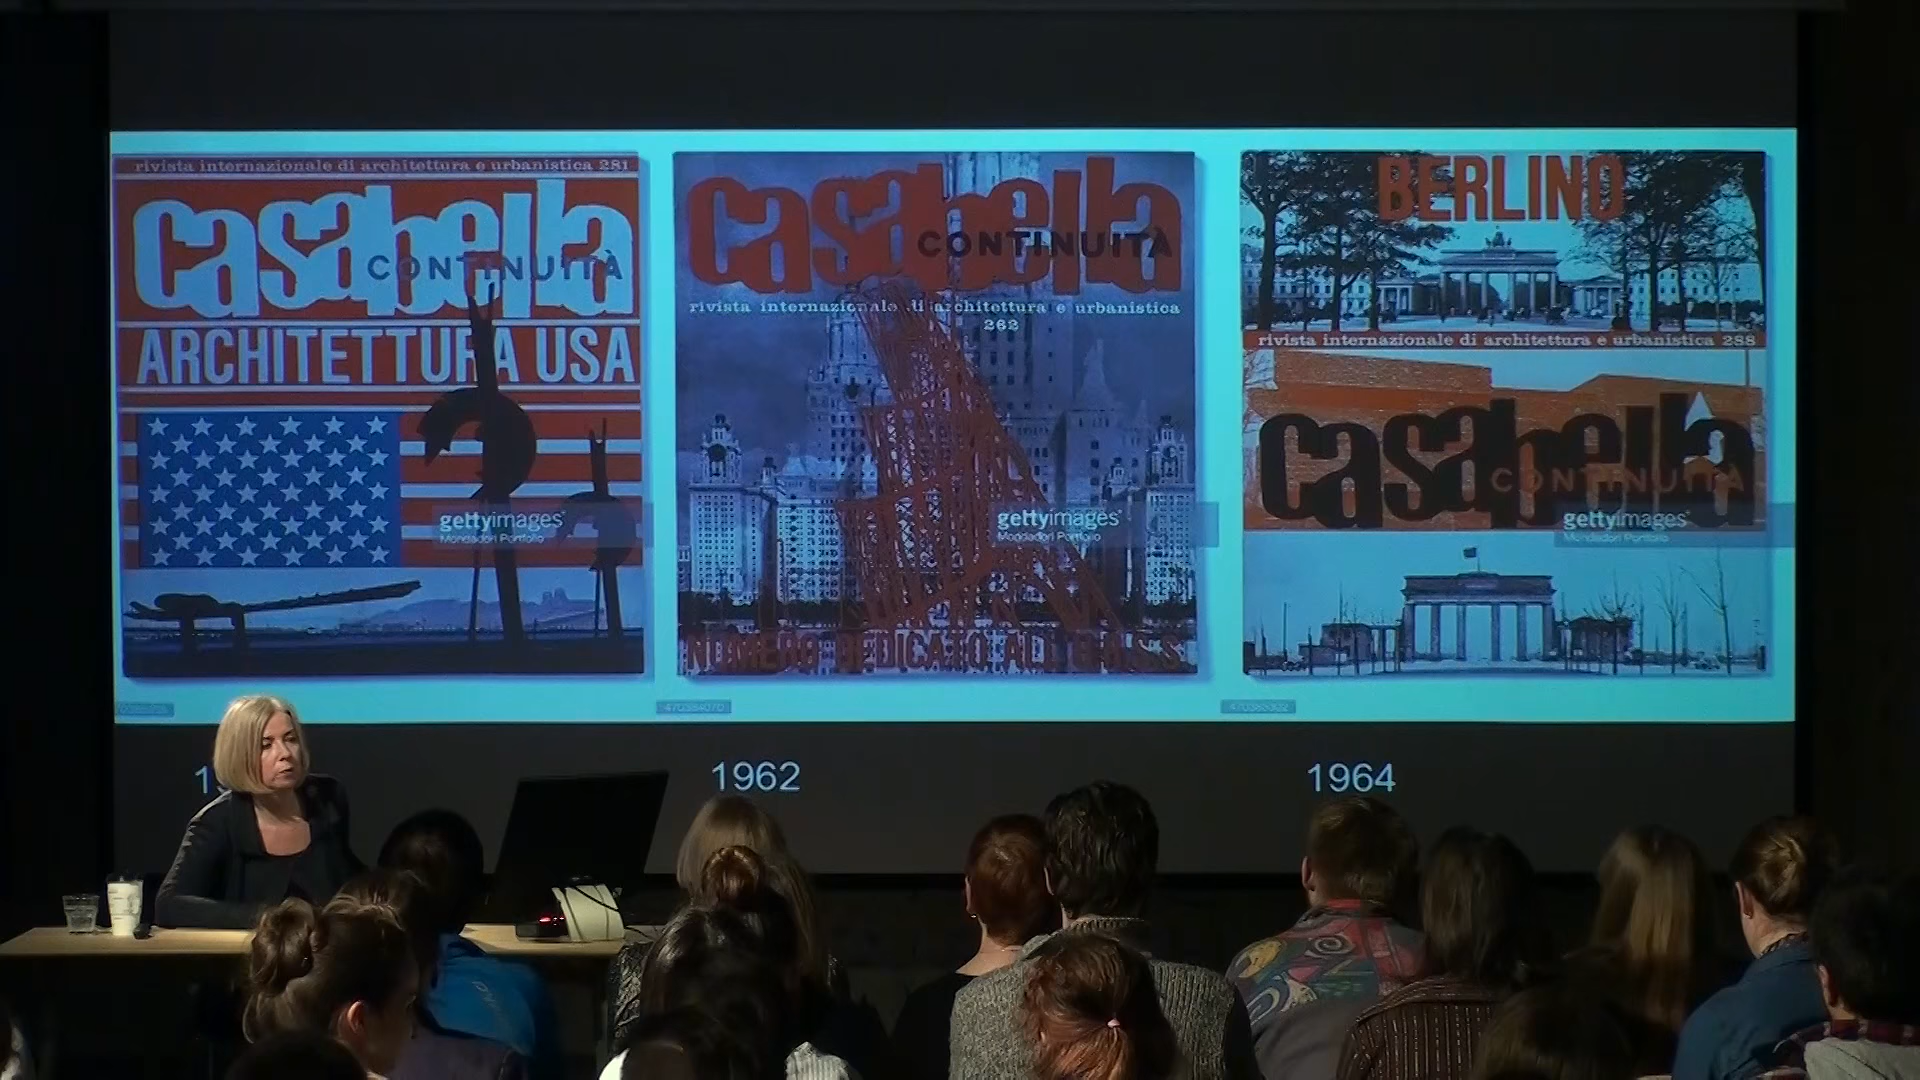 rivista internazionale di architettura e urbanistica 281
casabella
CONTINUITÀ
ARCHITETTURA USA
gettyimages®
Mondadori Portfolio
casabella
CONTINUITÀ
rivista internazionale di architettura e urbanistica
262
gettyimages®
Mondadori Portfolio
NUMERO DEDICATO ALL'U.R.S.S.
470384070
1962
BERLINO
rivista internazionale di architettura e urbanistica 288
casabella
CONTINUITÀ
gettyimages®
Mondadori Portfolio
1964